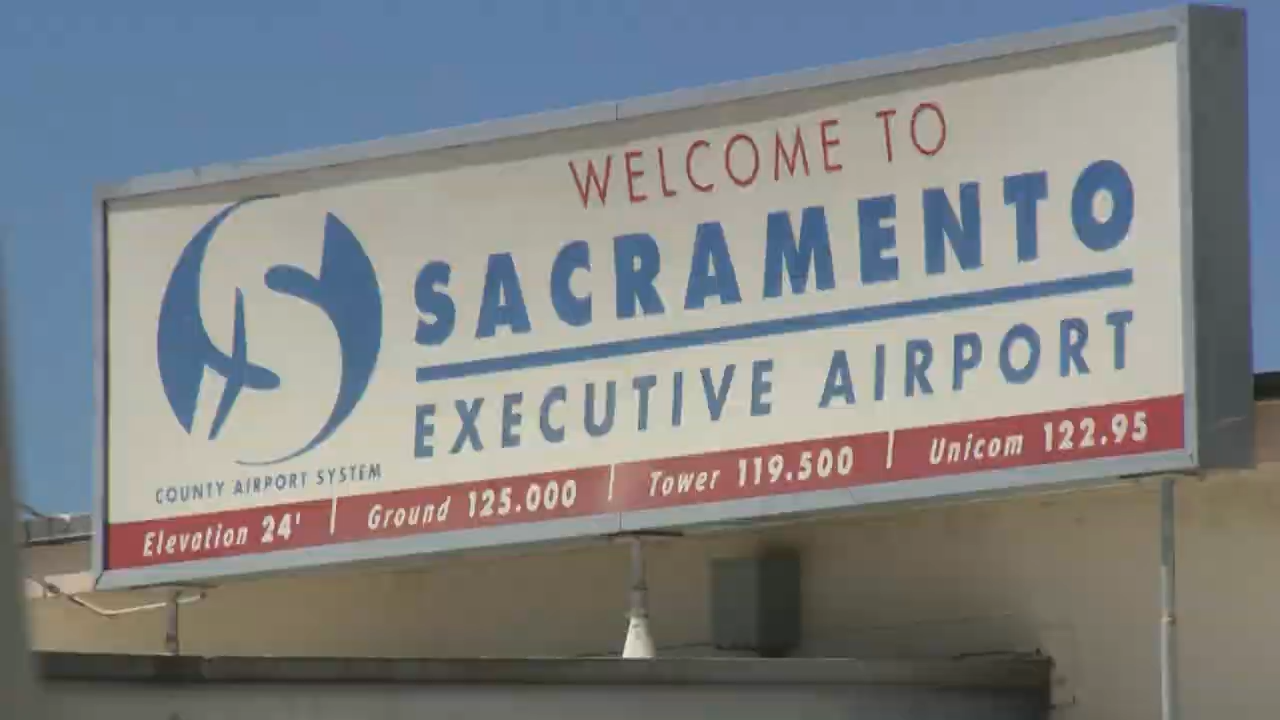 WELCOME TO
SACRAMENTO
EXECUTIVE AIRPORT
COUNTY AIRPORT SYSTEM
Elevation 24' | Ground 125.000 | Tower 119.500 | Unicom 122.95